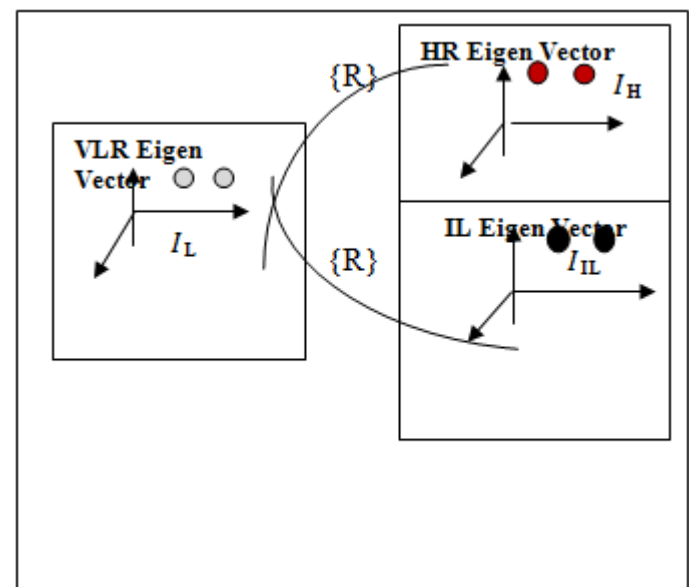 HR Eigen Vector
{R}
I_H
VLR Eigen
Vector
I_L
IL Eigen Vector
{R}
I_IL